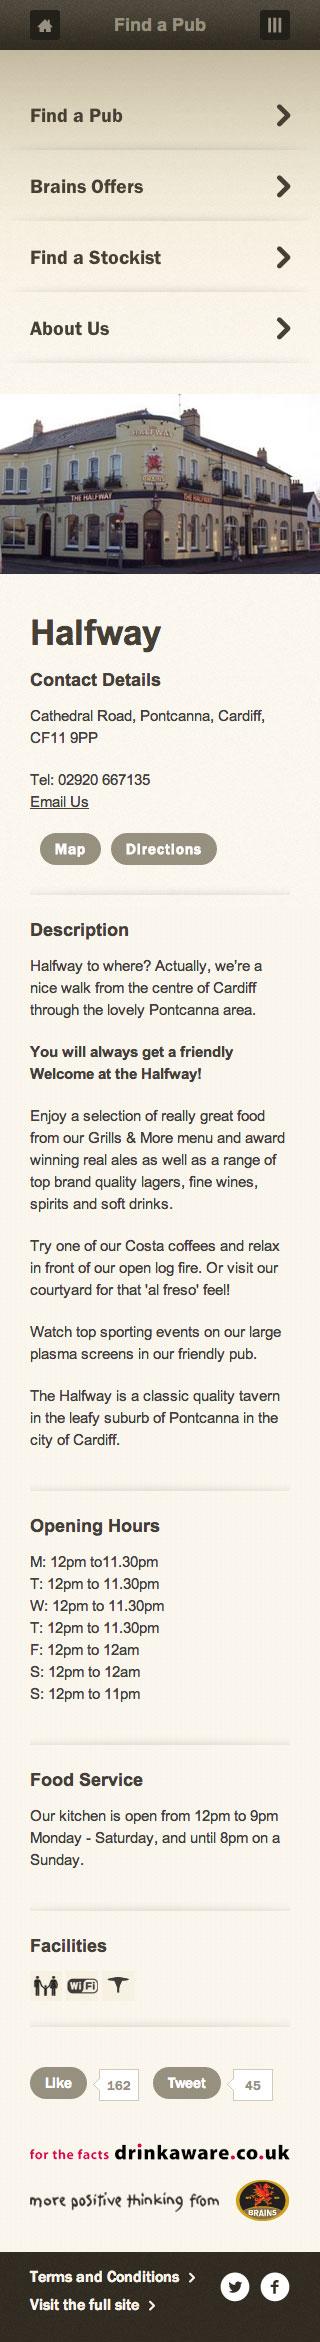 Find a Pub
Find a Pub
Brains Offers
Find a Stockist
About Us
HALFWAY
BRAINS
THE HALFWAY
THE HALFWAY
Halfway
Contact Details
Cathedral Road, Pontcanna, Cardiff,
CF11 9PP
Tel: 02920 667135
Email Us
Map Directions
Description
Halfway to where? Actually, we're a
nice walk from the centre of Cardiff
through the lovely Pontcanna area.
You will always get a friendly
Welcome at the Halfway!
Enjoy a selection of really great food
from our Grills & More menu and award
winning real ales as well as a range of
top brand quality lagers, fine wines,
spirits and soft drinks.
Try one of our Costa coffees and relax
in front of our open log fire. Or visit our
courtyard for that 'al freso' feel!
Watch top sporting events on our large
plasma screens in our friendly pub.
The Halfway is a classic quality tavern
in the leafy suburb of Pontcanna in the
city of Cardiff.
Opening Hours
M: 12pm to11.30pm
T: 12pm to 11.30pm
W: 12pm to 11.30pm
T: 12pm to 11.30pm
F: 12pm to 12am
S: 12pm to 12am
S: 12pm to 11pm
Food Service
Our kitchen is open from 12pm to 9pm
Monday - Saturday, and until 8pm on a
Sunday.
Facilities
WiFi
Like 162 Tweet 45
for the facts drinkaware.co.uk
more positive thinking from BRAINS
Terms and Conditions
Visit the full site